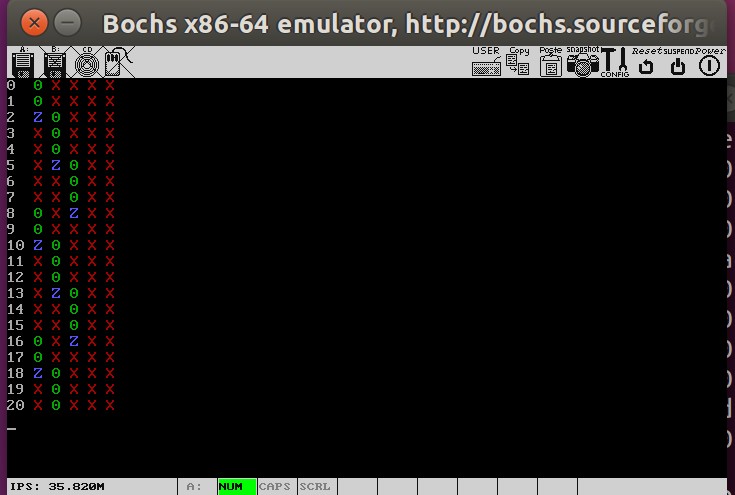 Bochs x86-64 emulator, http://bochs.sourceforg
A: B: CD USER Copy Poste snapshot CONFIG Reset SUSPEND Power
0 0 X X X X
1 0 X X X X
2 Z 0 X X X
3 X 0 X X X
4 X 0 X X X
5 X Z 0 X X
6 X X 0 X X
7 X X 0 X X
8 0 X Z X X
9 0 X X X X
10 Z 0 X X X
11 X 0 X X X
12 X 0 X X X
13 X Z 0 X X
14 X X 0 X X
15 X X 0 X X
16 0 X Z X X
17 0 X X X X
18 Z 0 X X X
19 X 0 X X X
20 X 0 X X X
_
IPS: 35.820M A: NUM CAPS SCRL